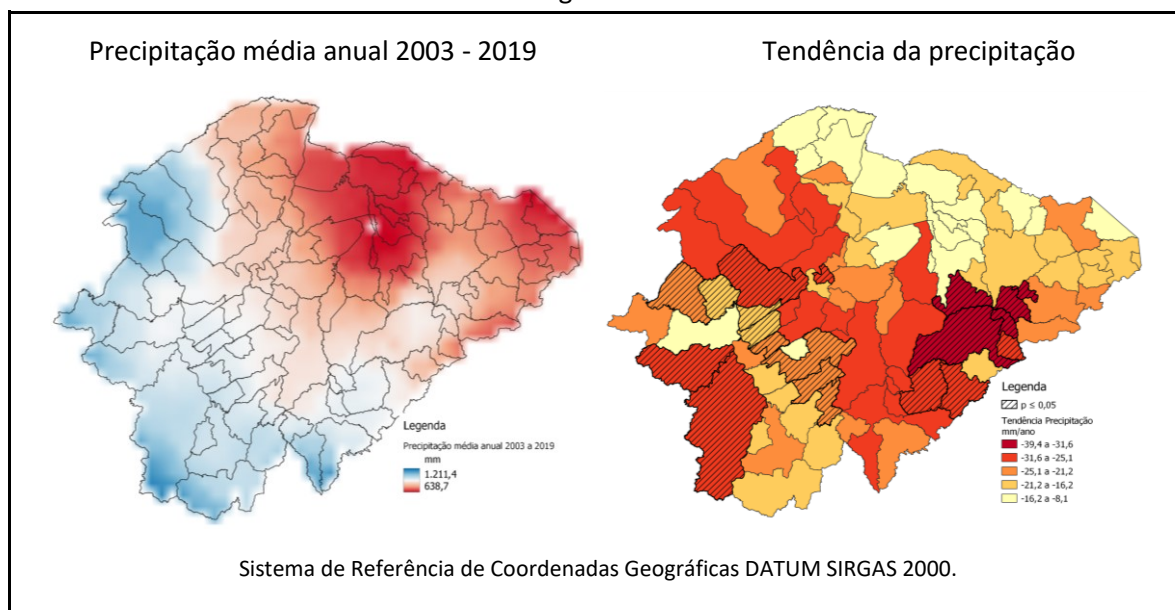 Precipitação média anual 2003 - 2019
Tendência da precipitação
Legenda
Precipitação média anual 2003 a 2019
mm
1.211,4
638,7
Legenda
p ≤ 0,05
Tendência Precipitação
mm/ano
-39,4 a -31,6
-31,6 a -25,1
-25,1 a -21,2
-21,2 a -16,2
-16,2 a -8,1
Sistema de Referência de Coordenadas Geográficas DATUM SIRGAS 2000.